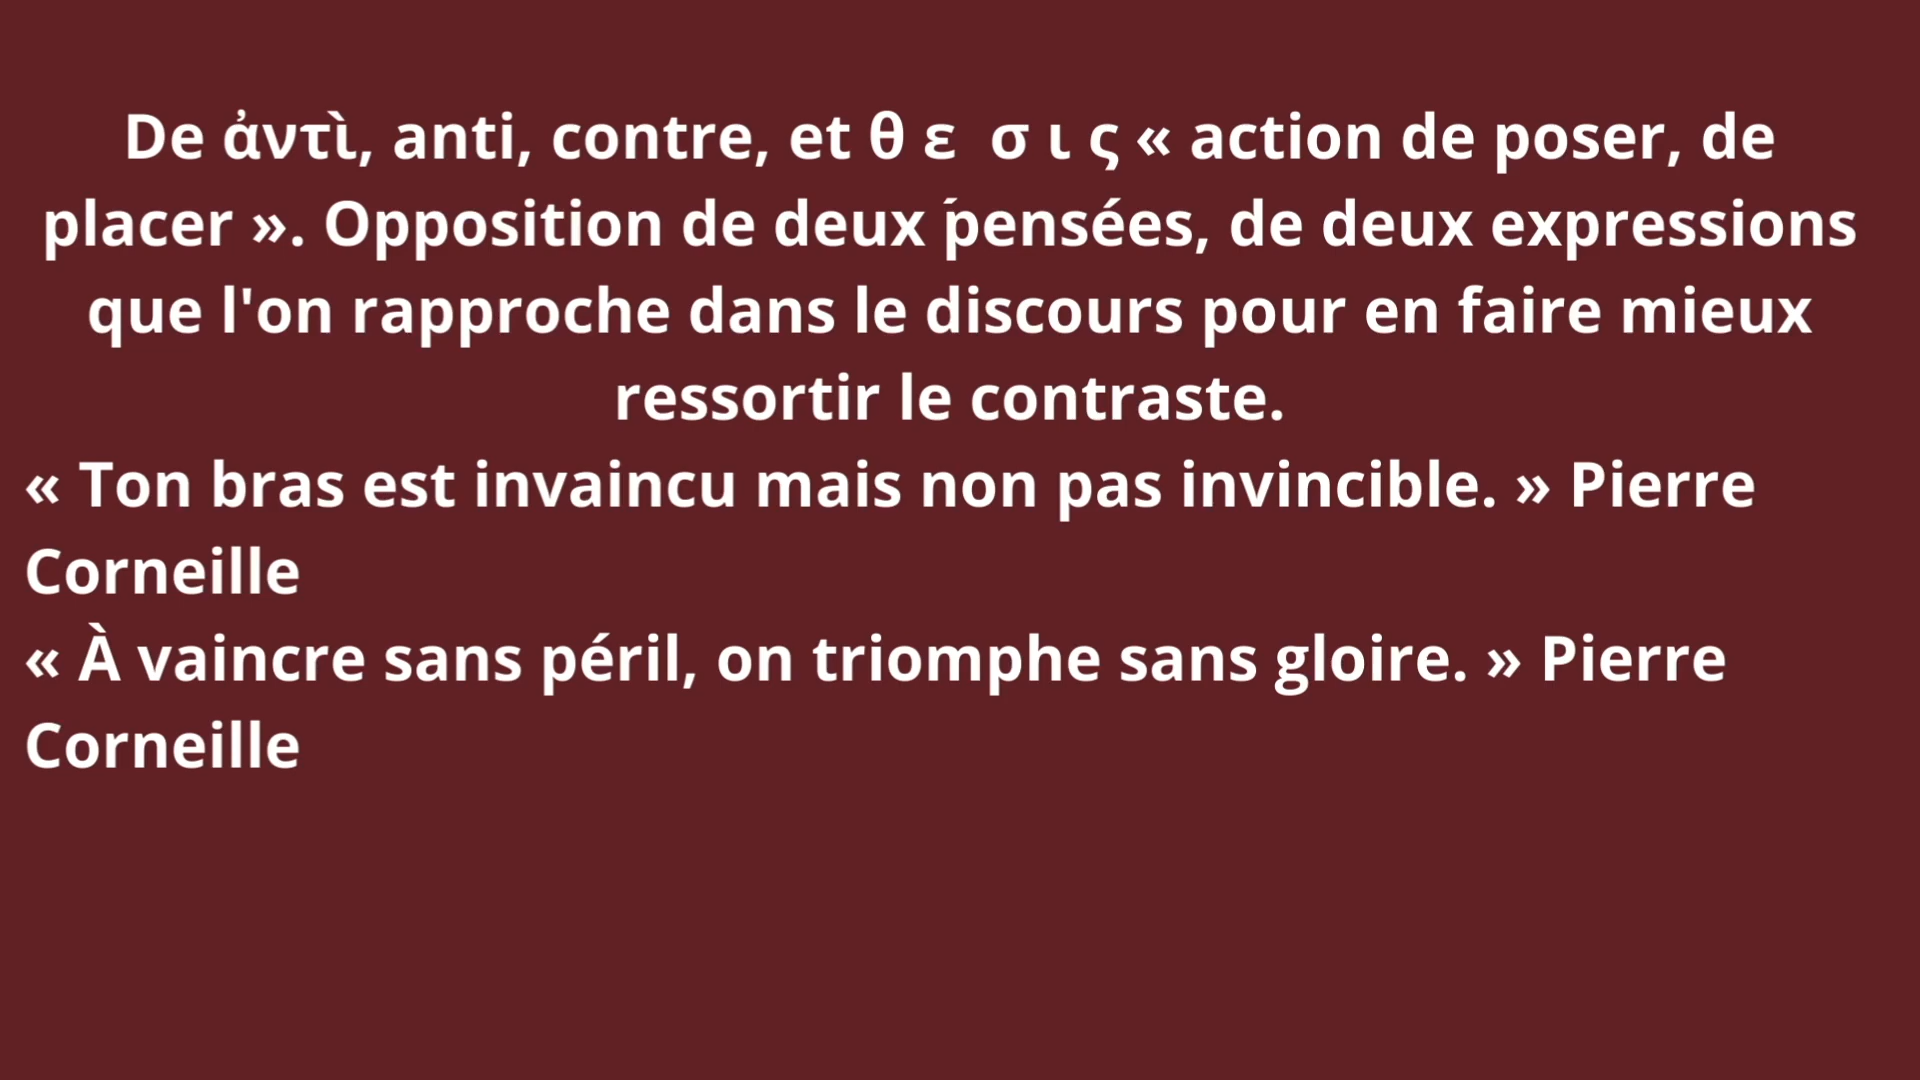 De ἀντὶ, anti, contre, et θ ε σ ι ς « action de poser, de
placer ». Opposition de deux ́pensées, de deux expressions
que l'on rapproche dans le discours pour en faire mieux
ressortir le contraste.
« Ton bras est invaincu mais non pas invincible. » Pierre
Corneille
« À vaincre sans péril, on triomphe sans gloire. » Pierre
Corneille